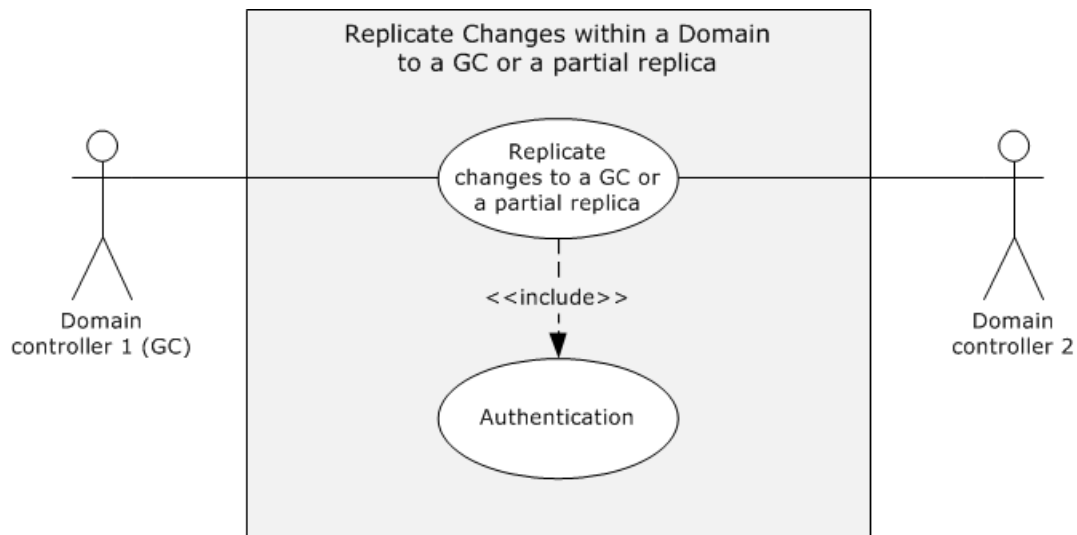 Replicate Changes within a Domain
to a GC or a partial replica
Replicate
changes to a GC or
a partial replica
<<include>>
Domain
controller 1 (GC)
Domain
controller 2
Authentication